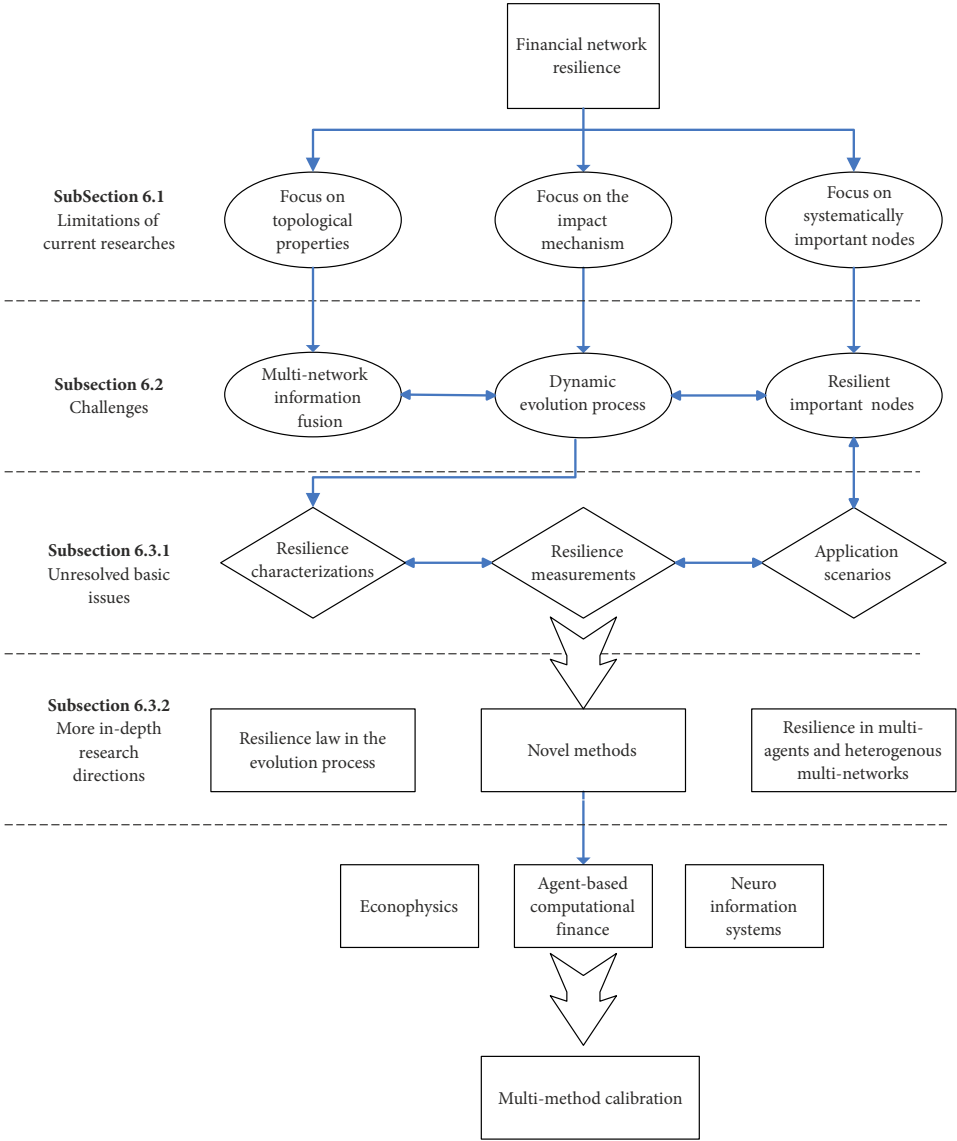 Financial network
resilience
SubSection 6.1
Limitations of
current researches
Focus on
topological
properties
Focus on the
impact
mechanism
Focus on
systematically
important nodes
Subsection 6.2
Challenges
Multi-network
information
fusion
Dynamic
evolution process
Resilient
important nodes
Subsection 6.3.1
Unresolved basic
issues
Resilience
characterizations
Resilience
measurements
Application
scenarios
Subsection 6.3.2
More in-depth
research
directions
Resilience law in the
evolution process
Novel methods
Resilience in multi-
agents and heterogenous
multi-networks
Econophysics
Agent-based
computational
finance
Neuro
information
systems
Multi-method calibration